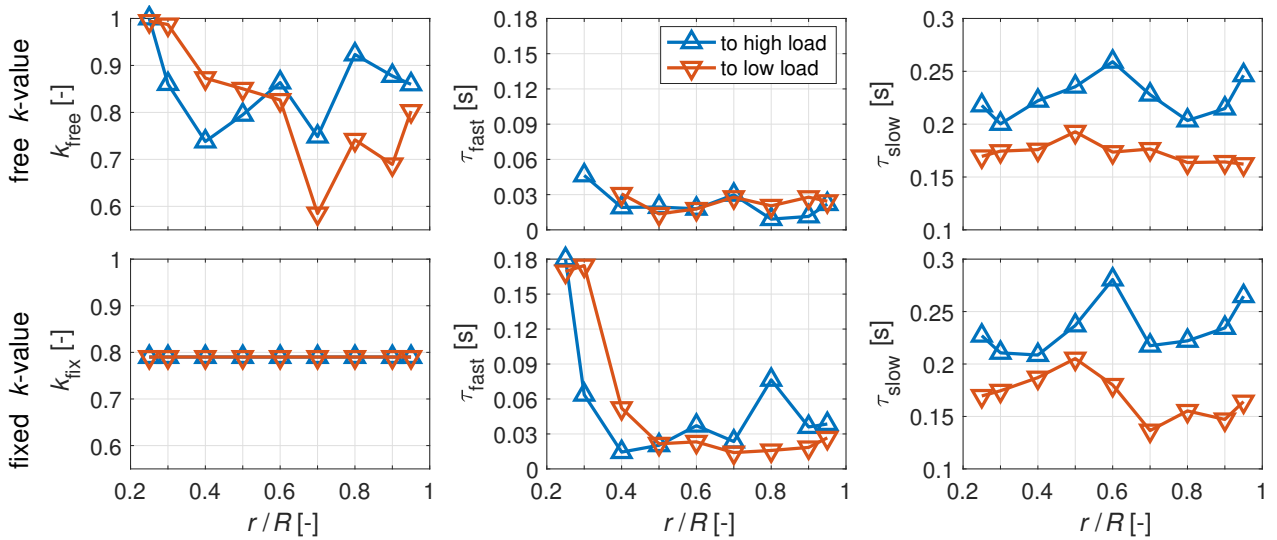 free k-value
k_free [-]
1
0.9
0.8
0.7
0.6
τ_fast [s]
0.18
0.15
0.12
0.09
0.06
0.03
0
to high load
to low load
τ_slow [s]
0.3
0.25
0.2
0.15
0.1
fixed k-value
k_fix [-]
1
0.9
0.8
0.7
0.6
0.2 0.4 0.6 0.8 1
r / R [-]
τ_fast [s]
0.18
0.15
0.12
0.09
0.06
0.03
0
0.2 0.4 0.6 0.8 1
r / R [-]
τ_slow [s]
0.3
0.25
0.2
0.15
0.1
0.2 0.4 0.6 0.8 1
r / R [-]